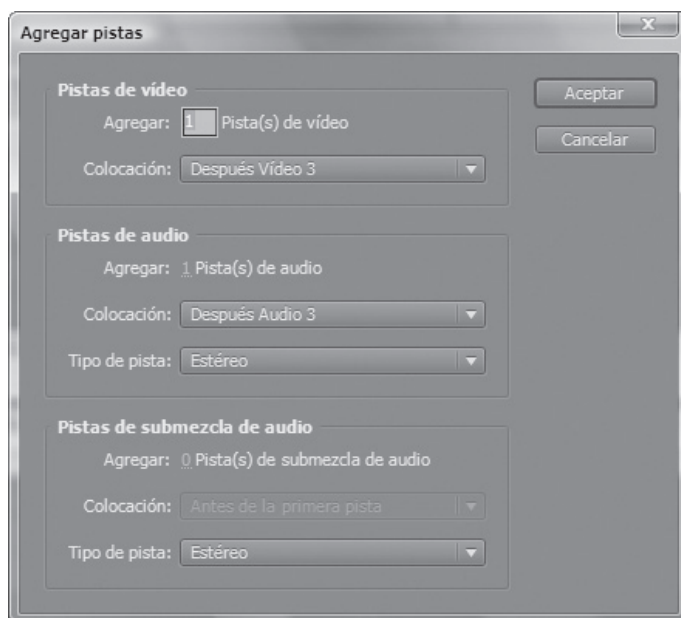 Agregar pistas
Pistas de vídeo
Agregar: 1 Pista(s) de vídeo
Colocación: Después Vídeo 3
Aceptar
Cancelar
Pistas de audio
Agregar: 1 Pista(s) de audio
Colocación: Después Audio 3
Tipo de pista: Estéreo
Pistas de submezcla de audio
Agregar: 0 Pista(s) de submezcla de audio
Colocación: Antes de la primera pista
Tipo de pista: Estéreo